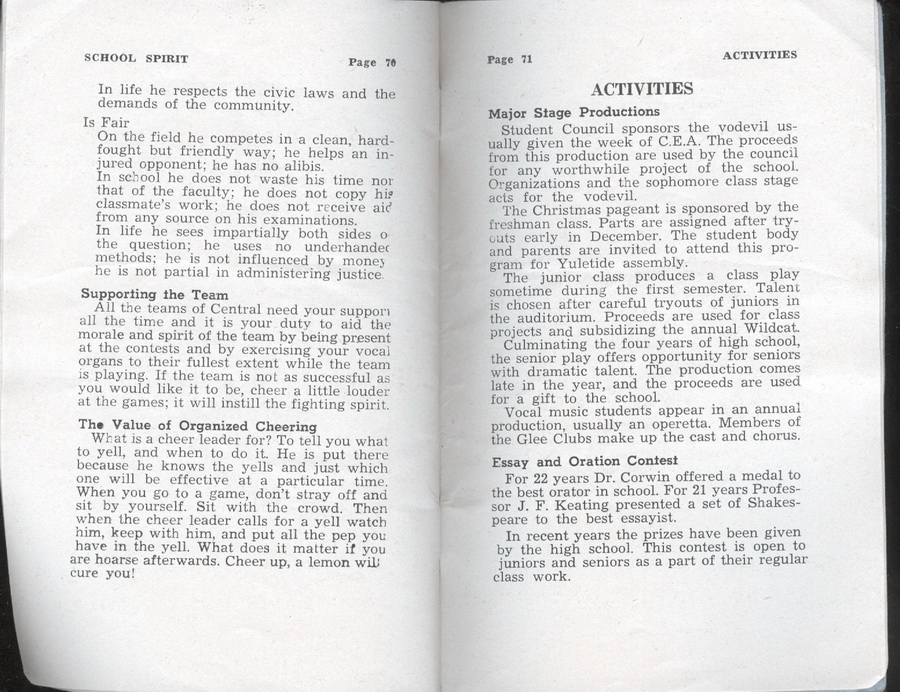 SCHOOL SPIRIT Page 70
In life he respects the civic laws and the
demands of the community.
Is Fair
On the field he competes in a clean, hard-
fought but friendly way; he helps an in-
jured opponent; he has no alibis.
In school he does not waste his time nor
that of the faculty; he does not copy his
classmate's work; he does not receive aid
from any source on his examinations.
In life he sees impartially both sides o
the question; he uses no underhanded
methods; he is not influenced by money
he is not partial in administering justice.
Supporting the Team
All the teams of Central need your support
all the time and it is your duty to aid the
morale and spirit of the team by being present
at the contests and by exercising your vocal
organs to their fullest extent while the team
is playing. If the team is not as successful as
you would like it to be, cheer a little louder
at the games; it will instill the fighting spirit.
The Value of Organized Cheering
What is a cheer leader for? To tell you what
to yell, and when to do it. He is put there
because he knows the yells and just which
one will be effective at a particular time.
When you go to a game, don't stray off and
sit by yourself. Sit with the crowd. Then
when the cheer leader calls for a yell watch
him, keep with him, and put all the pep you
have in the yell. What does it matter if you
are hoarse afterwards. Cheer up, a lemon will
cure you!
Page 71 ACTIVITIES
ACTIVITIES
Major Stage Productions
Student Council sponsors the vodevil us-
ually given the week of C.E.A. The proceeds
from this production are used by the council
for any worthwhile project of the school.
Organizations and the sophomore class stage
acts for the vodevil.
The Christmas pageant is sponsored by the
freshman class. Parts are assigned after try-
outs early in December. The student body
and parents are invited to attend this pro-
gram for Yuletide assembly.
The junior class produces a class play
sometime during the first semester. Talent
is chosen after careful tryouts of juniors in
the auditorium. Proceeds are used for class
projects and subsidizing the annual Wildcat.
Culminating the four years of high school,
the senior play offers opportunity for seniors
with dramatic talent. The production comes
late in the year, and the proceeds are used
for a gift to the school.
Vocal music students appear in an annual
production, usually an operetta. Members of
the Glee Clubs make up the cast and chorus.
Essay and Oration Contest
For 22 years Dr. Corwin offered a medal to
the best orator in school. For 21 years Profes-
sor J. F. Keating presented a set of Shakes-
peare to the best essayist.
In recent years the prizes have been given
by the high school. This contest is open to
juniors and seniors as a part of their regular
class work.